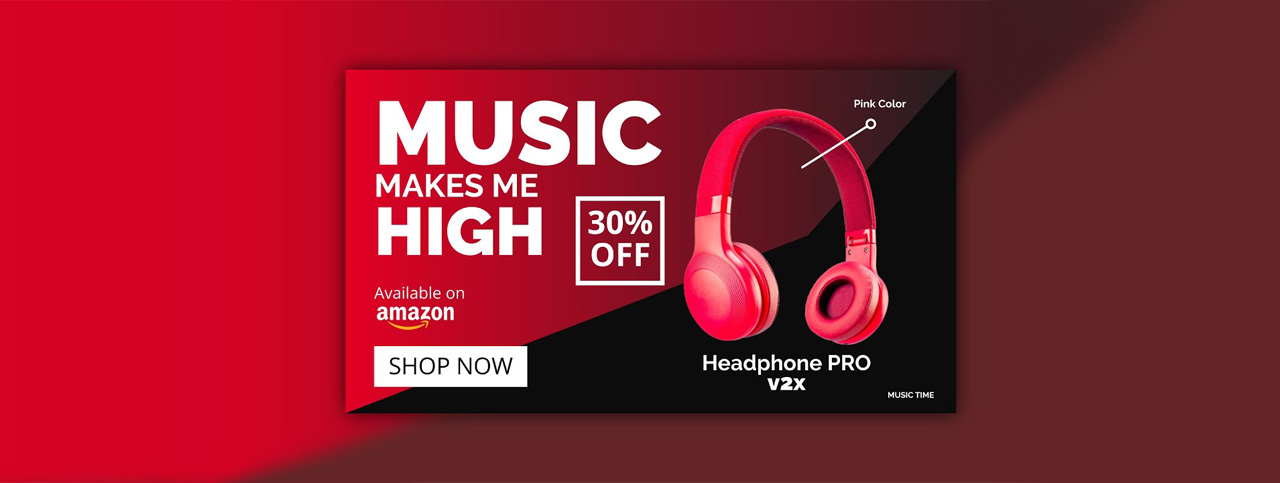 MUSIC
MAKES ME
HIGH
30%
OFF
Available on
amazon
SHOP NOW
Pink Color
Headphone PRO
v2x
MUSIC TIME